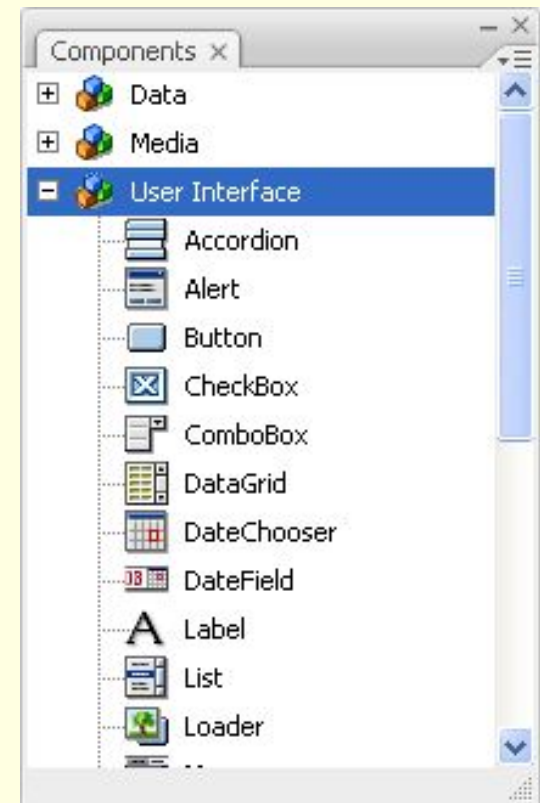 Components
Data
Media
User Interface
Accordion
Alert
Button
CheckBox
ComboBox
DataGrid
DateChooser
DateField
Label
List
Loader